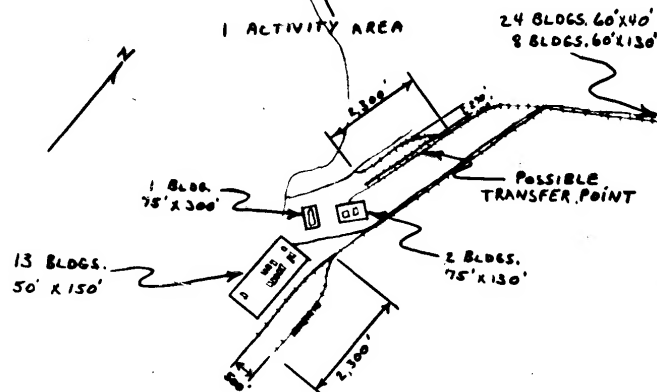 1 ACTIVITY AREA
24 BLDGS. 60'X40'
8 BLDGS. 60'X130'
N
2,300'
270'
POSSIBLE
TRANSFER POINT
1 BLDG.
75' X 300'
13 BLDGS.
50' X 150'
2 BLDGS.
75' X 130'
2,300'